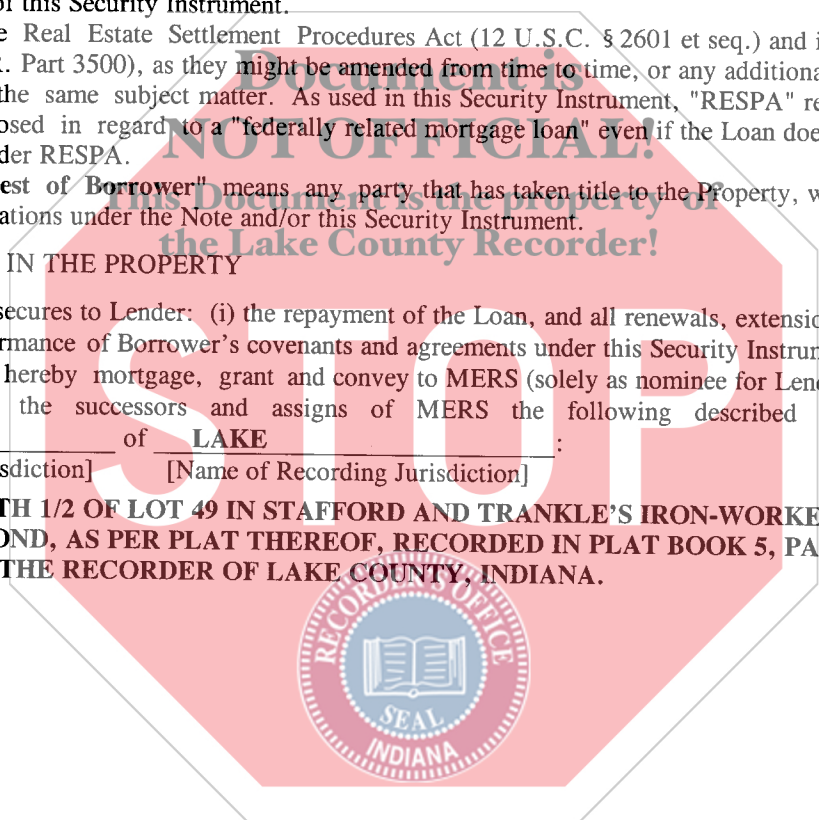 of this Security Instrument.
e Real Estate Settlement Procedures Act (12 U.S.C. § 2601 et seq.) and i
. Part 3500), as they might be amended from time to time, or any additiona
the same subject matter. As used in this Security Instrument, "RESPA" re
osed in regard to a "federally related mortgage loan" even if the Loan doe
der RESPA.
est of Borrower" means any party that has taken title to the Property, w
ations under the Note and/or this Security Instrument.
IN THE PROPERTY
secures to Lender: (i) the repayment of the Loan, and all renewals, extensio
rmance of Borrower's covenants and agreements under this Security Instrum
hereby mortgage, grant and convey to MERS (solely as nominee for Lend
the successors and assigns of MERS the following described
of LAKE :
sdiction] [Name of Recording Jurisdiction]
TH 1/2 OF LOT 49 IN STAFFORD AND TRANKLE'S IRON-WORKE
OND, AS PER PLAT THEREOF, RECORDED IN PLAT BOOK 5, PA
THE RECORDER OF LAKE COUNTY, INDIANA.
Document is
NOT OFFICIAL!
This Document is the property of
the Lake County Recorder!
STOP
RECORDER'S OFFICE
SEAL
INDIANA